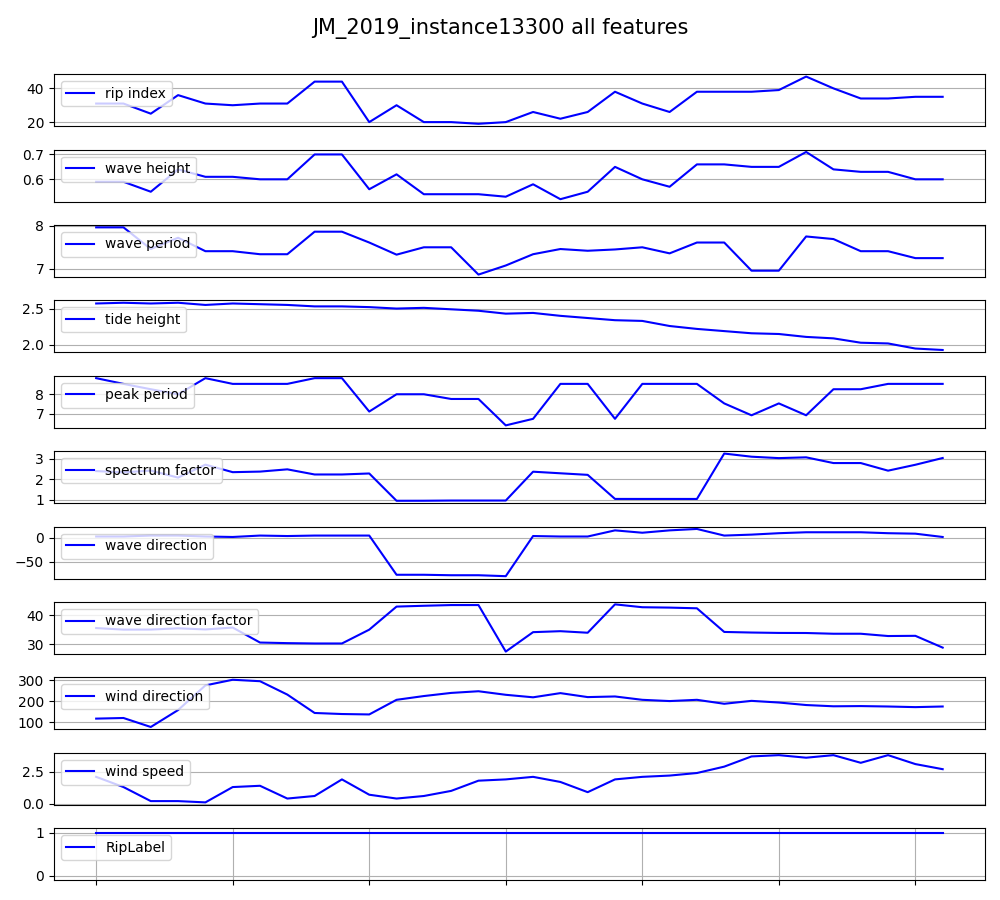 JM_2019_instance13300 all features
40
20
rip index
0.7
0.6
wave height
8
7
wave period
2.5
2.0
tide height
8
7
peak period
3
2
1
spectrum factor
0
−50
wave direction
40
30
wave direction factor
300
200
100
wind direction
2.5
0.0
wind speed
1
0
RipLabel